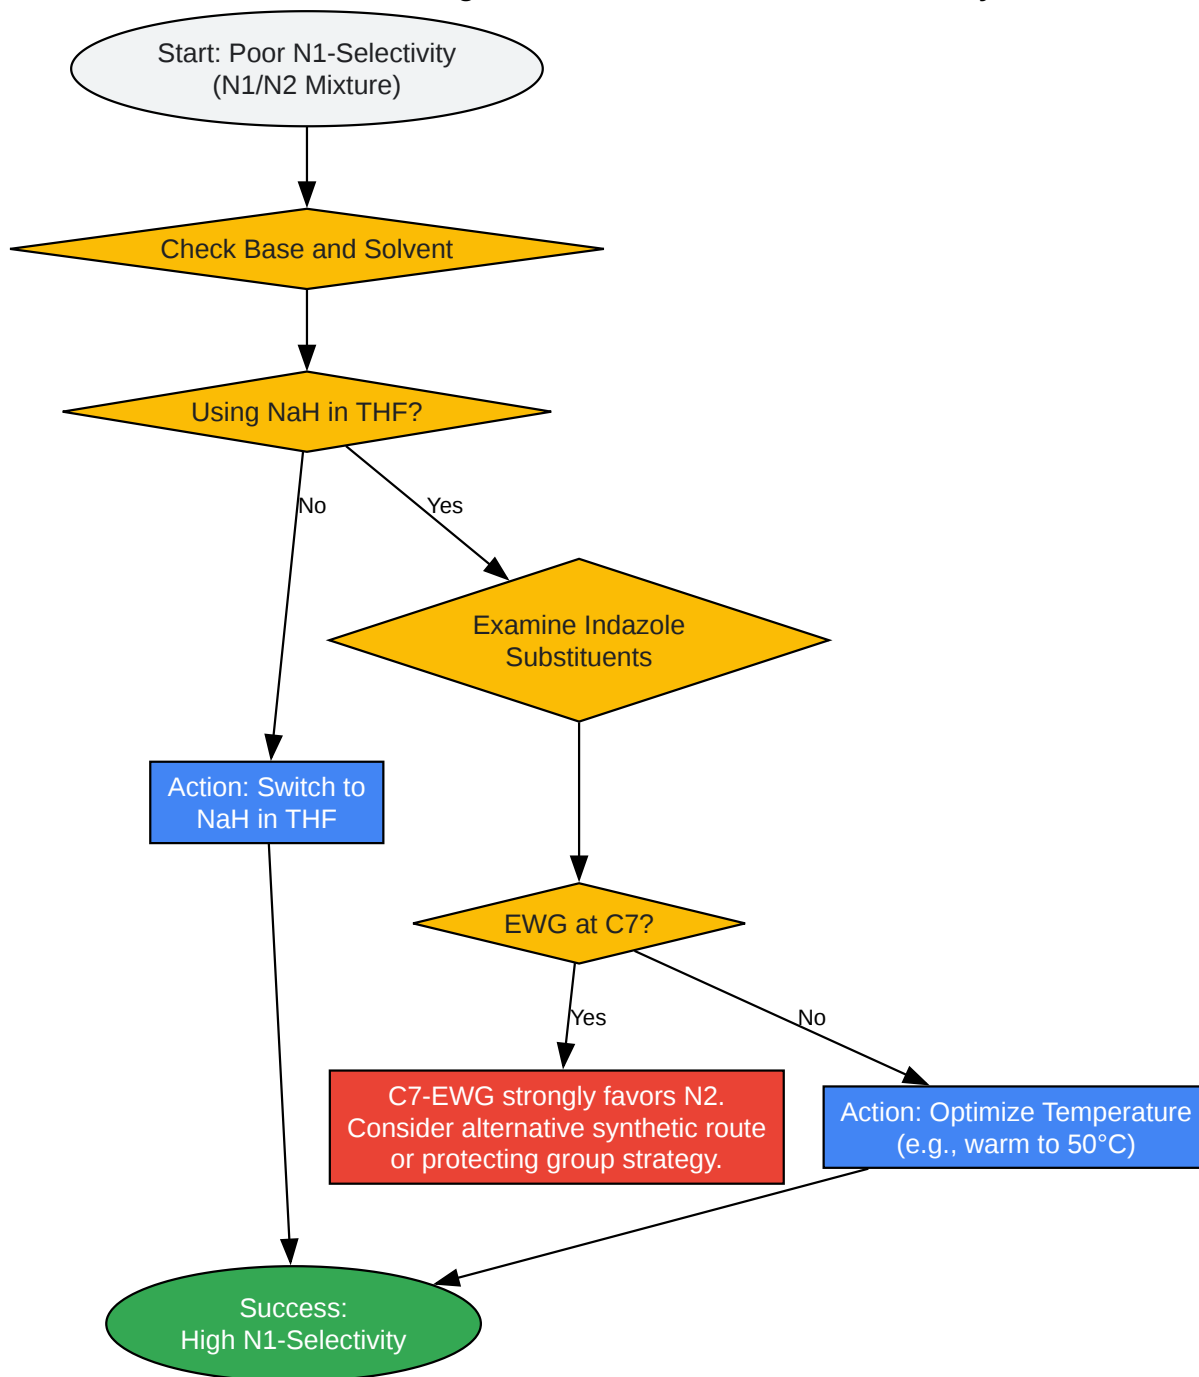 Start: Poor N1-Selectivity
(N1/N2 Mixture)
Check Base and Solvent
Using NaH in THF?
No
Yes
Examine Indazole
Substituents
Action: Switch to
NaH in THF
EWG at C7?
Yes
No
C7-EWG strongly favors N2.
Consider alternative synthetic route
or protecting group strategy.
Action: Optimize Temperature
(e.g., warm to 50°C)
Success:
High N1-Selectivity